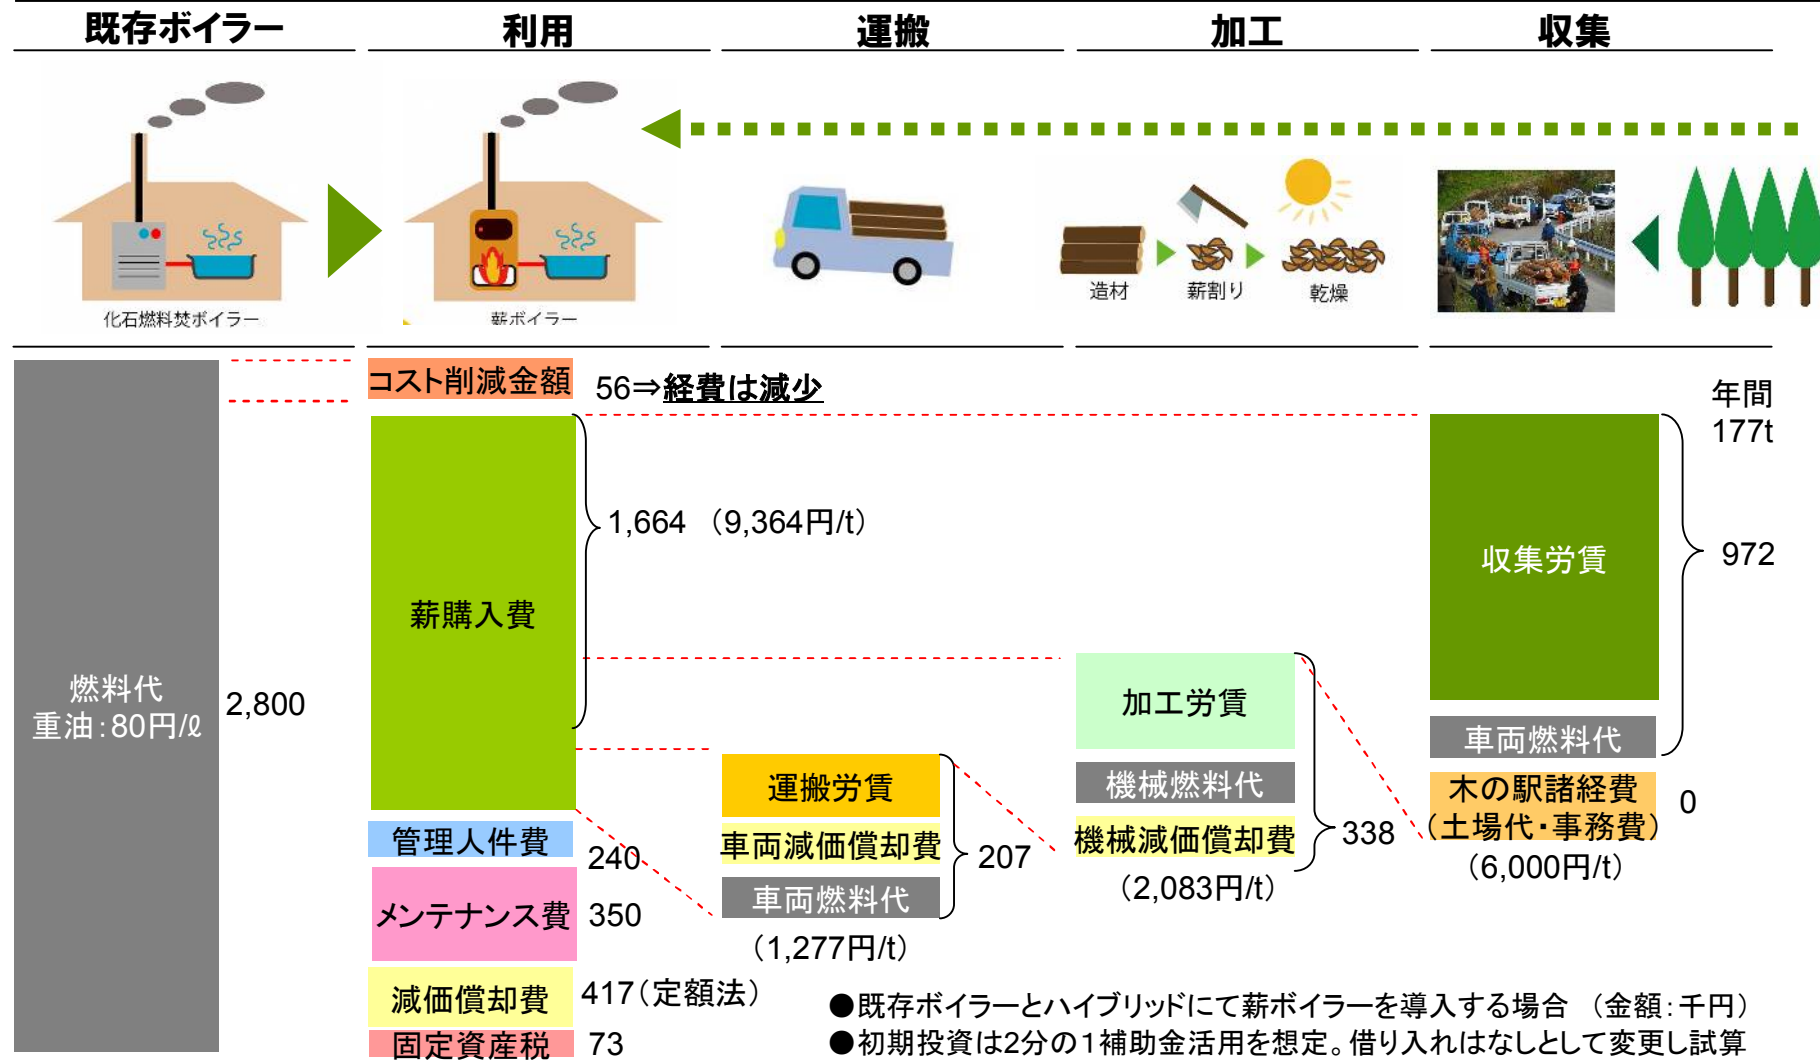 既存ボイラー
利用
運搬
加工
収集
化石燃料焚ボイラー
薪ボイラー
造材
薪割り
乾燥
燃料代
重油：80円/ℓ
2,800
コスト削減金額
56⇒経費は減少
薪購入費
1,664 （9,364円/t）
管理人件費
240
メンテナンス費
350
減価償却費
417（定額法）
固定資産税
73
運搬労賃
車両減価償却費
車両燃料代
207
（1,277円/t）
加工労賃
機械燃料代
機械減価償却費
338
（2,083円/t）
年間
177t
収集労賃
車両燃料代
972
木の駅諸経費
（土場代・事務費）
0
（6,000円/t）
●既存ボイラーとハイブリッドにて薪ボイラーを導入する場合 （金額：千円）
●初期投資は2分の１補助金活用を想定。借り入れはなしとして変更し試算